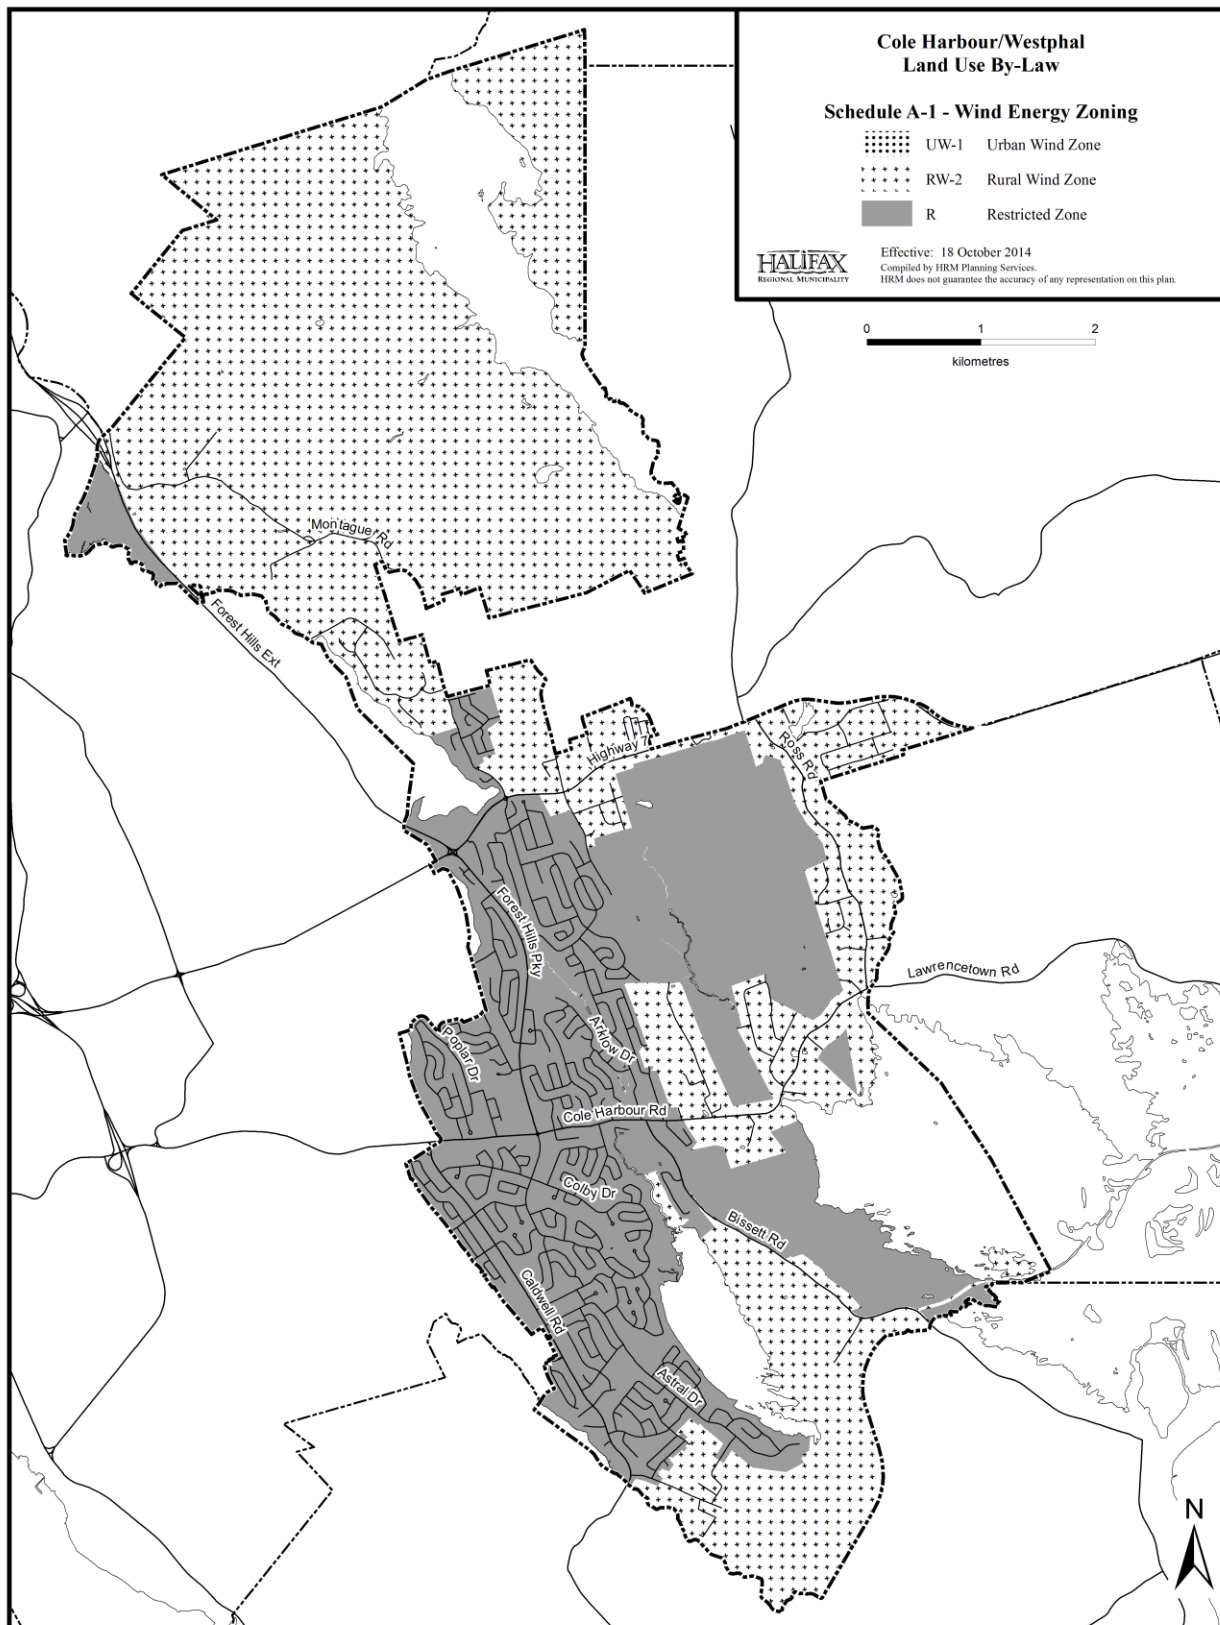 Cole Harbour/Westphal
Land Use By-Law
Schedule A-1 - Wind Energy Zoning
UW-1 Urban Wind Zone
RW-2 Rural Wind Zone
R Restricted Zone
HALIFAX
REGIONAL MUNICIPALITY
Effective: 18 October 2014
Compiled by HRM Planning Services.
HRM does not guarantee the accuracy of any representation on this plan.
0 1 2
kilometres
Montague Rd
Forest Hills Ext
Highway 7
Ross Rd
Forest Hills Pky
Lawrencetown Rd
Poplar Dr
Arklow Dr
Cole Harbour Rd
Colby Dr
Bissett Rd
Caldwell Rd
Astral Dr
N